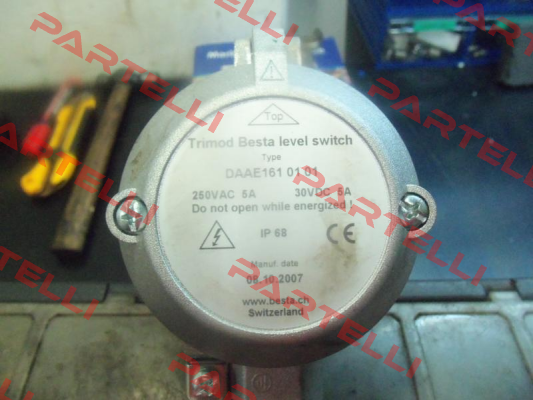 Top
Trimod Besta level switch
Type
DAAE161 01 01
250VAC 5A 30VDC 5A
Do not open while energized !
IP 68 CE
Manuf. date
08.10.2007
www.besta.ch
Switzerland
PARTELLI
PARTELLI
PARTELLI
PARTELLI
PARTELLI
PARTELLI